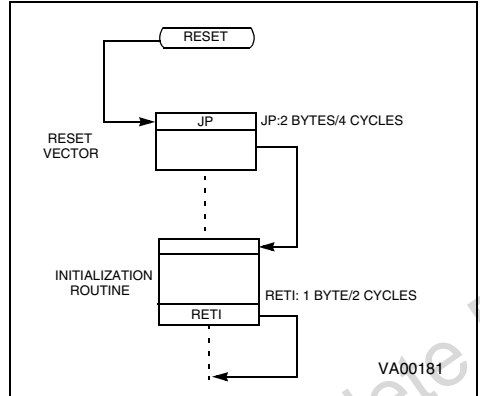 RESET
JP
JP:2 BYTES/4 CYCLES
RESET
VECTOR
INITIALIZATION
ROUTINE
RETI: 1 BYTE/2 CYCLES
RETI
VA00181